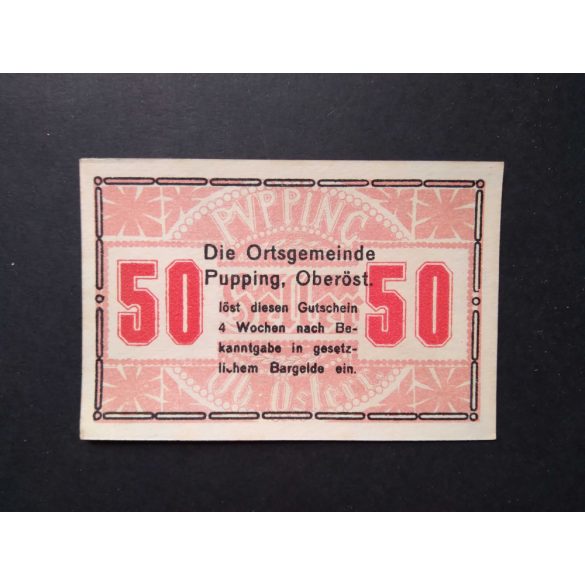 PVPPING
Die Ortsgemeinde
Pupping, Oberöst.
50
50
löst diesen Gutschein
4 Wochen nach Be-
kanntgabe in gesetz-
lichem Bargelde ein.